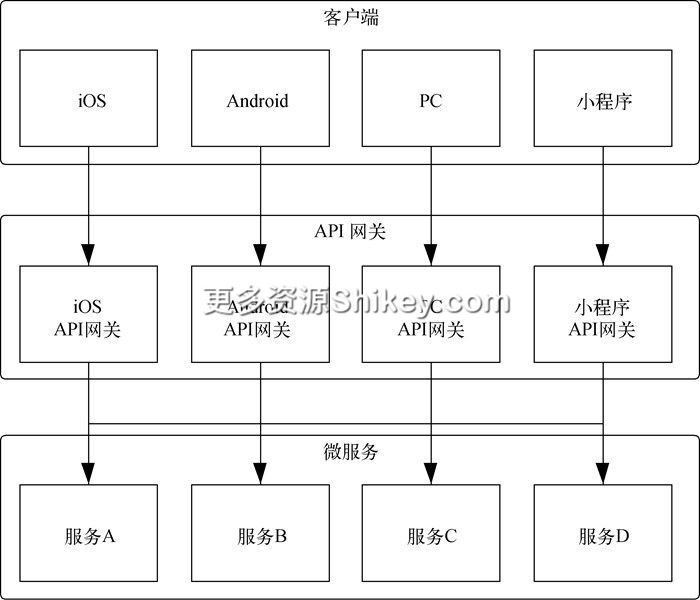 客户端
iOS
Android
PC
小程序
API 网关
iOS
API网关
Android
API网关
PC
API网关
小程序
API网关
更多资源Shikey.com
微服务
服务A
服务B
服务C
服务D